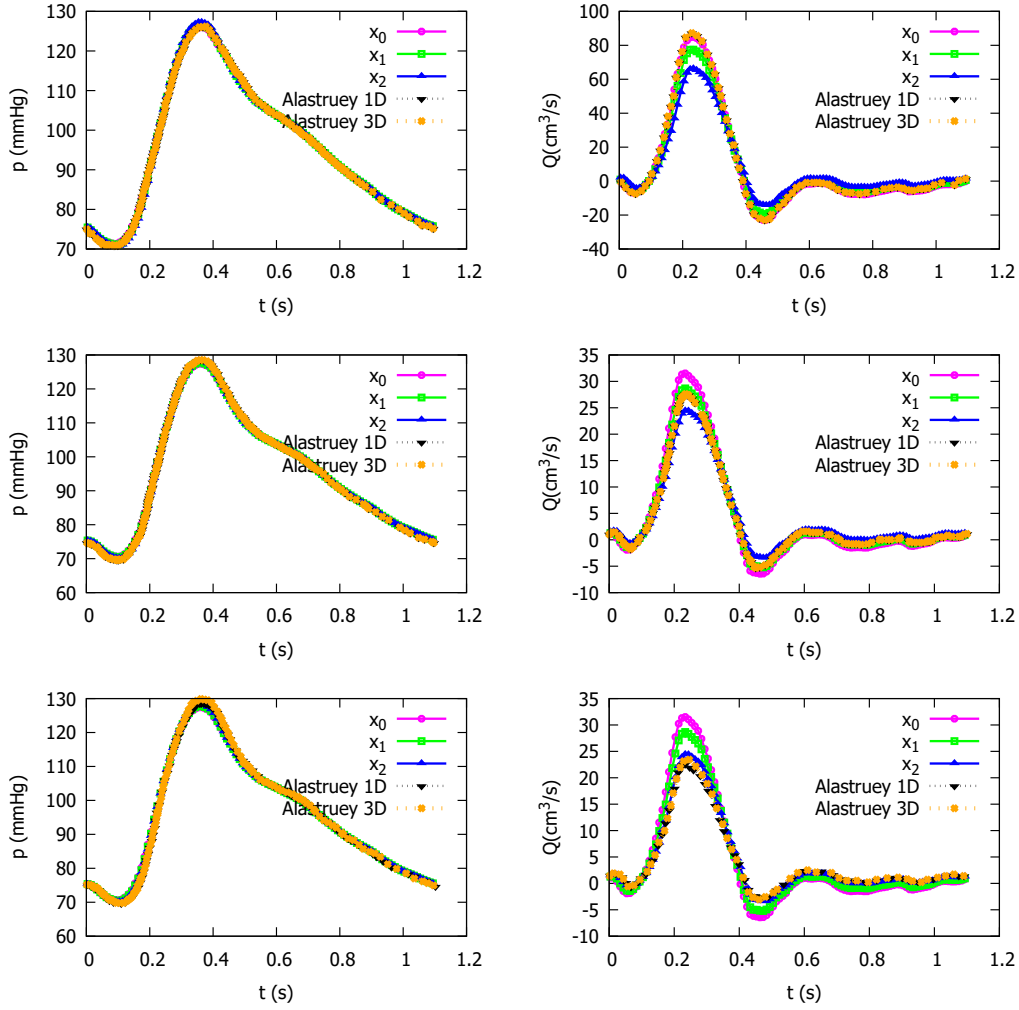 p (mmHg)
130
120
110
100
90
80
70
0 0.2 0.4 0.6 0.8 1 1.2
t (s)
x0
x1
x2
Alastruey 1D
Alastruey 3D
Q(cm3/s)
100
80
60
40
20
0
-20
-40
0 0.2 0.4 0.6 0.8 1 1.2
t (s)
x0
x1
x2
Alastruey 1D
Alastruey 3D
p (mmHg)
130
120
110
100
90
80
70
60
0 0.2 0.4 0.6 0.8 1 1.2
t (s)
x0
x1
x2
Alastruey 1D
Alastruey 3D
Q(cm3/s)
35
30
25
20
15
10
5
0
-5
-10
0 0.2 0.4 0.6 0.8 1 1.2
t (s)
x0
x1
x2
Alastruey 1D
Alastruey 3D
p (mmHg)
130
120
110
100
90
80
70
60
0 0.2 0.4 0.6 0.8 1 1.2
t (s)
x0
x1
x2
Alastruey 1D
Alastruey 3D
Q(cm3/s)
35
30
25
20
15
10
5
0
-5
-10
0 0.2 0.4 0.6 0.8 1 1.2
t (s)
x0
x1
x2
Alastruey 1D
Alastruey 3D